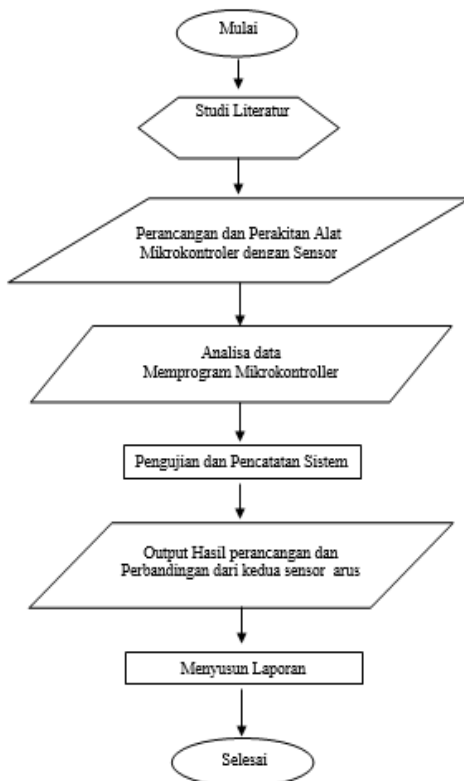 Mulai
Studi Literatur
Perancangan dan Perakitan Alat
Mikrokontroler dengan Sensor
Analisa data
Memprogram Mikrokontroller
Pengujian dan Pencatatan Sistem
Output Hasil perancangan dan
Perbandingan dari kedua sensor arus
Menyusun Laporan
Selesai